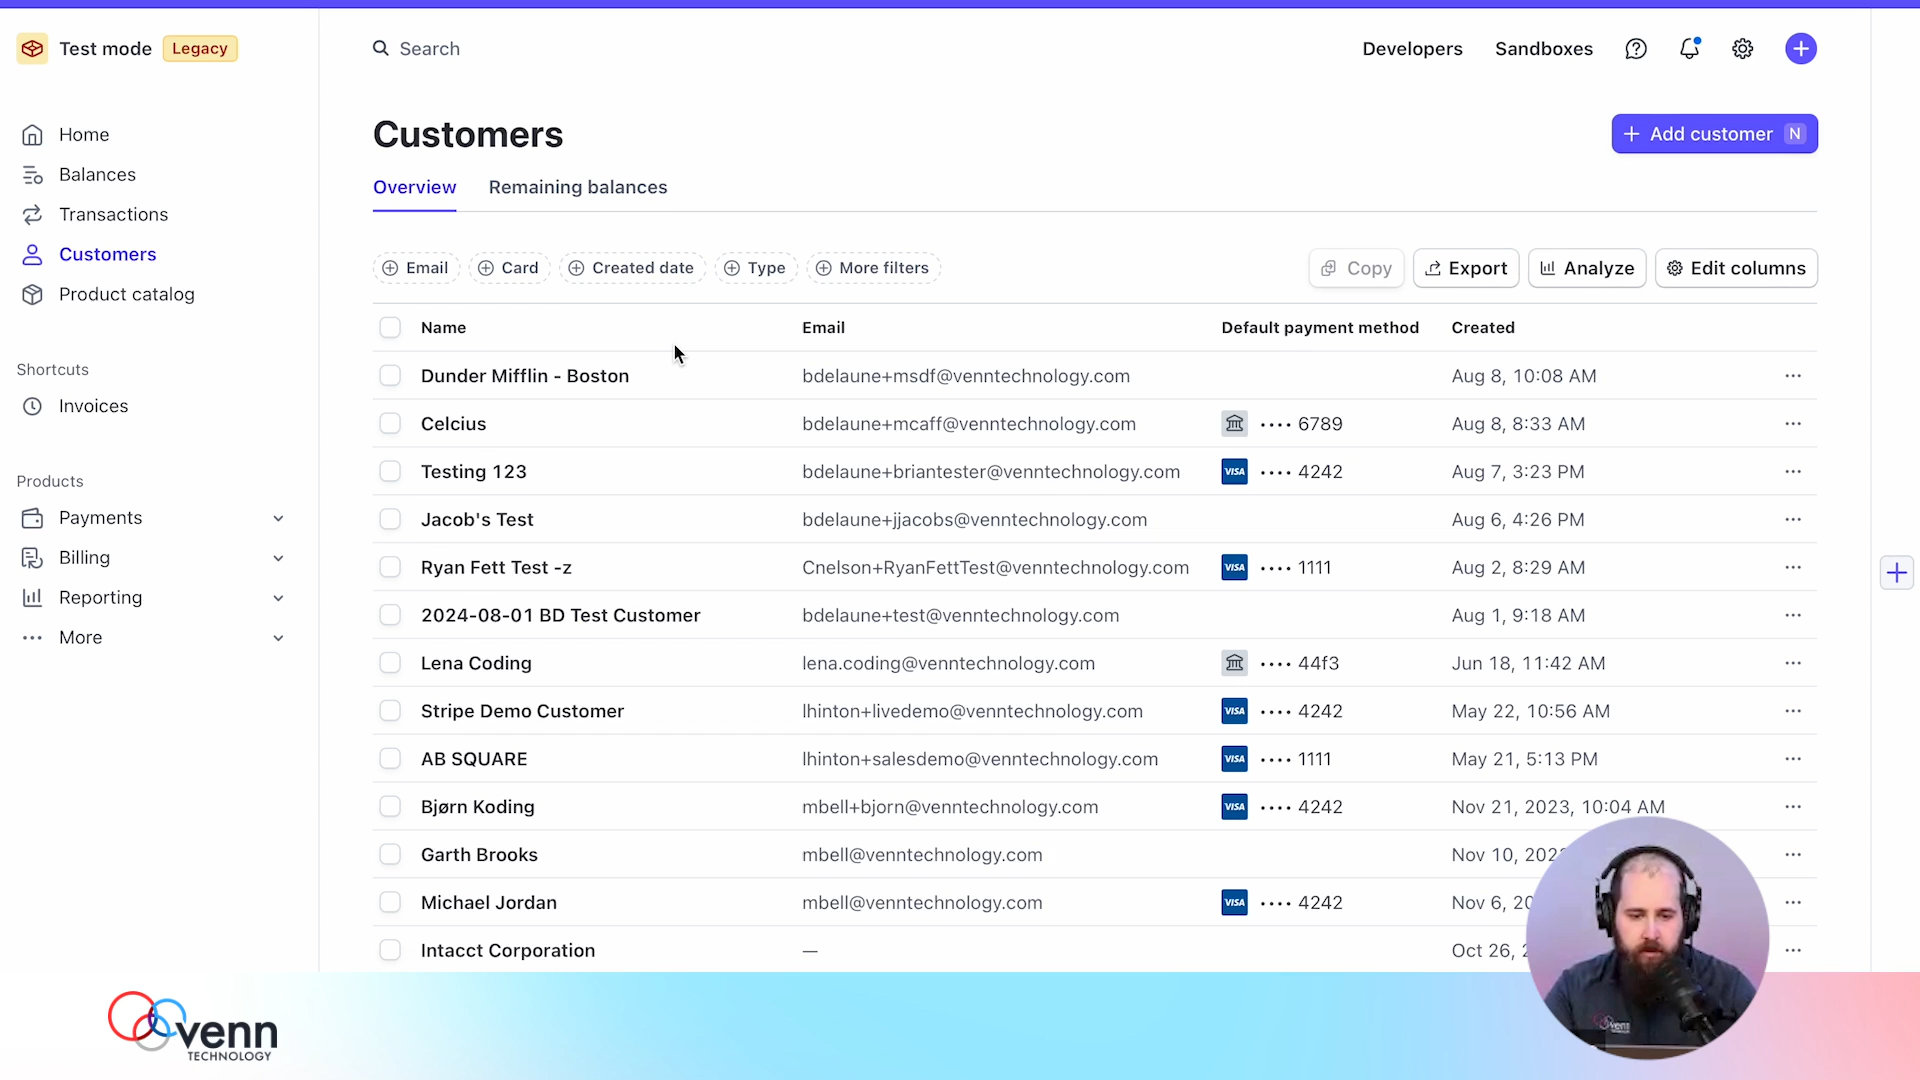 Test mode Legacy
Search
Developers Sandboxes
Home
Balances
Transactions
Customers
Product catalog
Shortcuts
Invoices
Products
Payments
Billing
Reporting
More
Customers
+ Add customer N
Overview Remaining balances
Email Card Created date Type More filters
Copy Export Analyze Edit columns
Name Email Default payment method Created
Dunder Mifflin - Boston bdelaune+msdf@venntechnology.com Aug 8, 10:08 AM
Celcius bdelaune+mcaff@venntechnology.com •••• 6789 Aug 8, 8:33 AM
Testing 123 bdelaune+briantester@venntechnology.com VISA •••• 4242 Aug 7, 3:23 PM
Jacob's Test bdelaune+jjacobs@venntechnology.com Aug 6, 4:26 PM
Ryan Fett Test -z Cnelson+RyanFettTest@venntechnology.com VISA •••• 1111 Aug 2, 8:29 AM
2024-08-01 BD Test Customer bdelaune+test@venntechnology.com Aug 1, 9:18 AM
Lena Coding lena.coding@venntechnology.com •••• 44f3 Jun 18, 11:42 AM
Stripe Demo Customer lhinton+livedemo@venntechnology.com VISA •••• 4242 May 22, 10:56 AM
AB SQUARE lhinton+salesdemo@venntechnology.com VISA •••• 1111 May 21, 5:13 PM
Bjørn Koding mbell+bjorn@venntechnology.com VISA •••• 4242 Nov 21, 2023, 10:04 AM
Garth Brooks mbell@venntechnology.com Nov 10,
Michael Jordan mbell@venntechnology.com VISA •••• 4242 Nov 6,
Intacct Corporation — Oct 26,
venn
TECHNOLOGY
venn